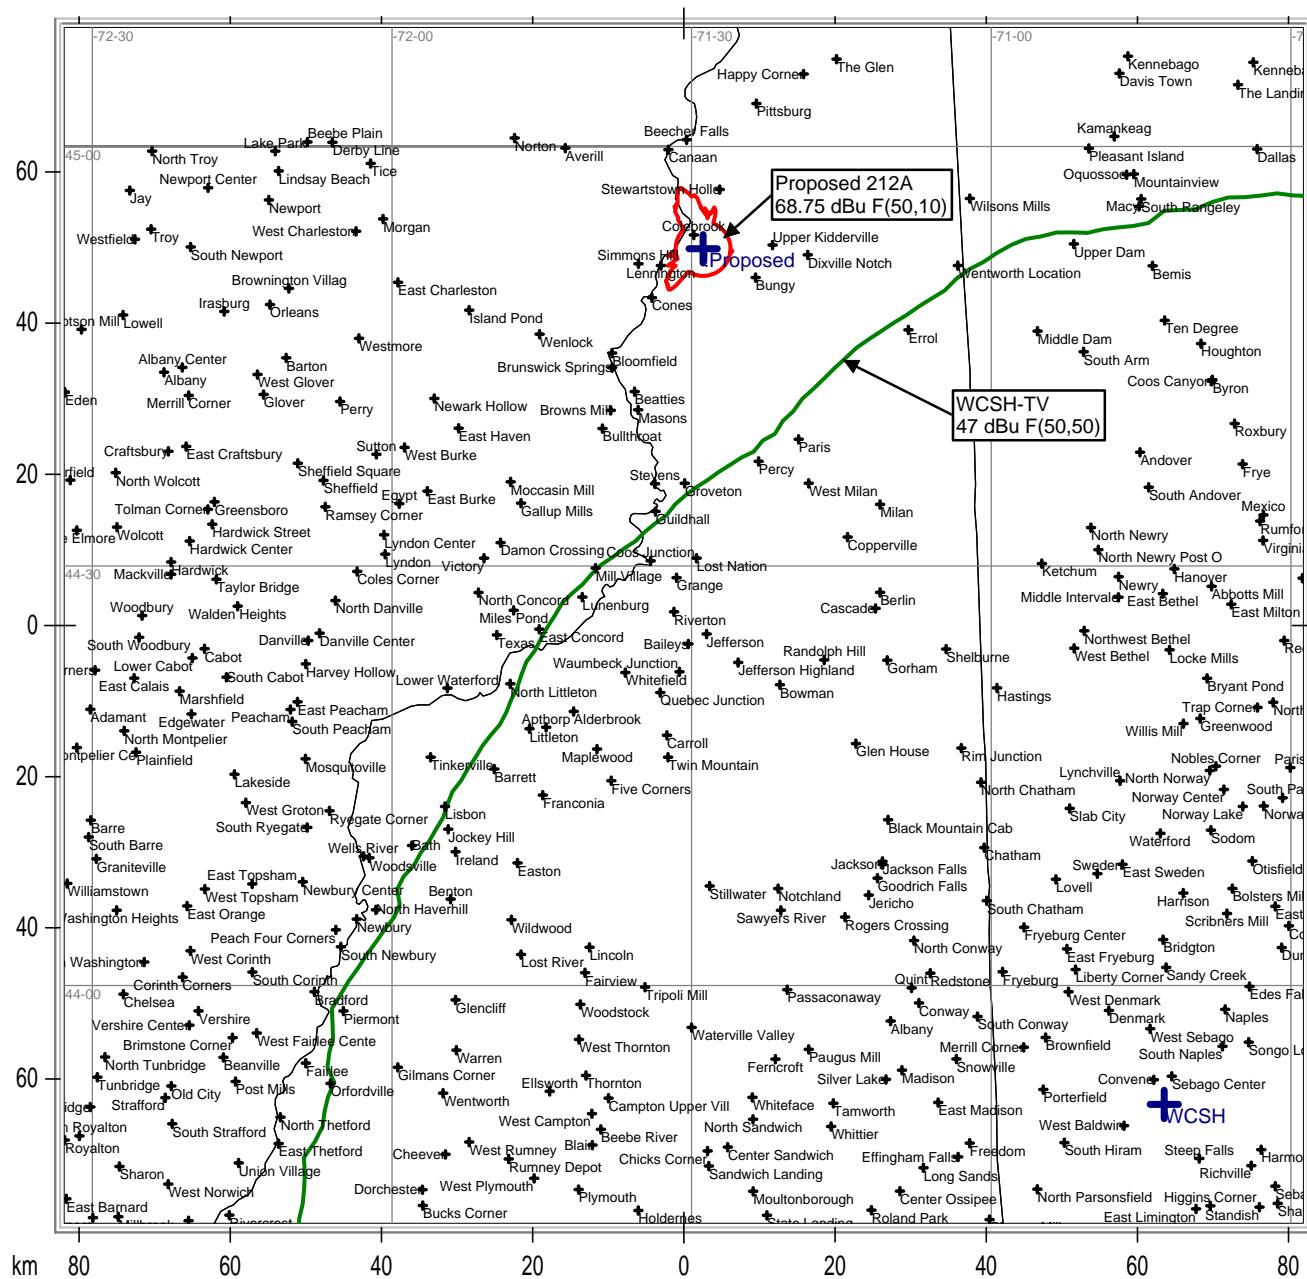 -72-30
-72-00
-71-30
-71-00
Kennebago
The Glen
Happy Corner
Davis Town
Pittsburg
Beecher Falls
Kamankeag
Beebe Plain
Lake Park
Derby Line
Norton
45-00
North Troy
Averill
Canaan
Pleasant Island
Dallas
60
Tice
Newport Center
Lindsay Beach
Oquossoc
Mountainview
Jay
Newport
Stewartstown Hollow
Proposed 212A
68.75 dBu F(50,10)
Wilsons Mills
Macy
South Rangeley
Morgan
West Charleston
Colebrook
Westfield
Troy
South Newport
Upper Kidderville
Simmons Hill
Proposed
Dixville Notch
Upper Dam
Lennington
Wentworth Location
Bemis
Brownington Villag
East Charleston
Bungy
Irasburg
Orleans
Cones
Lowell
Island Pond
40
Wenlock
Errol
Ten Degree
Westmore
Middle Dam
Houghton
Albany Center
Barton
Bloomfield
South Arm
Albany
West Glover
Brunswick Springs
Coos Canyon
Byron
Eden
Merrill Corner
Glover
Perry
Newark Hollow
Beatties
Browns Mill
Masons
WCSH-TV
47 dBu F(50,50)
East Haven
Bullthroat
Roxbury
Craftsbury
East Craftsbury
Sutton
West Burke
Paris
Andover
Sheffield Square
Percy
Frye
20
North Wolcott
Sheffield
Moccasin Mill
Stevens
Groveton
West Milan
South Andover
Egypt
East Burke
Tolman Corner
Greensboro
Ramsey Corner
Gallup Mills
Guildhall
Milan
Mexico
Wolcott
Hardwick Street
Lyndon Center
Damon Crossing
Coos Junction
Copperville
North Newry
Hardwick Center
Lyndon
Victory
Lost Nation
North Newry Post O
44-30
Hardwick
Mackville
Taylor Bridge
Coles Corner
Mill Village
Grange
Ketchum
Newry
Hanover
Abbotts Mill
Woodbury
Walden Heights
North Danville
North Concord
Lunenburg
Berlin
Cascade
Middle Intervale
East Bethel
East Milton
Miles Pond
Riverton
0
South Woodbury
Danville
Danville Center
Texas
East Concord
Baileys
Jefferson
Northwest Bethel
West Bethel
Locke Mills
Lower Cabot
Cabot
Harvey Hollow
Waumbeck Junction
Jefferson Highland
Randolph Hill
Gorham
Shelburne
East Calais
South Cabot
Whitefield
Bryant Pond
Marshfield
Lower Waterford
North Littleton
Quebec Junction
Bowman
Hastings
Adamant
Edgewater
Peacham
East Peacham
Apthorp
Alderbrook
Trap Corner
South Peacham
Littleton
Greenwood
North Montpelier
Carroll
Willis Mill
Plainfield
Mosquitoville
Tinkerville
Maplewood
Twin Mountain
Glen House
Rim Junction
Nobles Corner
20
Lakeside
Barrett
Five Corners
Lynchville
North Norway
West Groton
Franconia
North Chatham
Norway Center
Ryegate Corner
Lisbon
Slab City
Norway Lake
Barre
South Ryegate
Jockey Hill
Black Mountain Cab
Sodom
South Barre
Wells River
Bath
Waterford
Graniteville
Woodsville
Ireland
Easton
Jackson
Jackson Falls
Chatham
Sweden
East Sweden
Otisfield
East Topsham
Williamstown
West Topsham
Newbury Center
Benton
Stillwater
Notchland
Goodrich Falls
Jericho
Lovell
Harrison
East Orange
North Haverhill
Sawyers River
South Chatham
Scribners Mill
40
Newbury
Wildwood
Rogers Crossing
Fryeburg Center
Peach Four Corners
West Corinth
South Newbury
Lincoln
Lost River
North Conway
Bridgton
East Fryeburg
Corinth Corners
South Corinth
Fairview
Quint
Redstone
Fryeburg
Liberty Corner
Sandy Creek
44-00
Chelsea
Bradford
Glencliff
Tripoli Mill
Passaconaway
West Denmark
Vershire
Piermont
Woodstock
Conway
Denmark
Naples
Vershire Center
Albany
South Conway
Brimstone Corner
West Fairlee Cente
Waterville Valley
Brownfield
West Sebago
North Tunbridge
Beanville
Fairlee
Warren
West Thornton
Ferncroft
Paugus Mill
Merrill Corner
South Naples
Gilmans Corner
Snowville
60
Tunbridge
Post Mills
Orfordville
Ellsworth
Thornton
Silver Lake
Madison
Convene
Sebago Center
Old City
Wentworth
Campton Upper Vill
Whiteface
Tamworth
East Madison
Porterfield
WCSH
Strafford
South Strafford
North Thetford
West Campton
North Sandwich
Whittier
West Baldwin
Beebe River
Royalton
East Thetford
West Rumney
Blair
Center Sandwich
Freedom
South Hiram
Cheever
Chicks Corner
Effingham Falls
Steep Falls
Sharon
Union Village
Rumney Depot
Sandwich Landing
Long Sands
Richville
West Norwich
Dorchester
West Plymouth
Plymouth
Moultonborough
Center Ossipee
North Parsonsfield
Higgins Corner
East Barnard
Bucks Corner
Holderness
Roland Park
East Limington
Standish
km 80 60 40 20 0 20 40 60 80